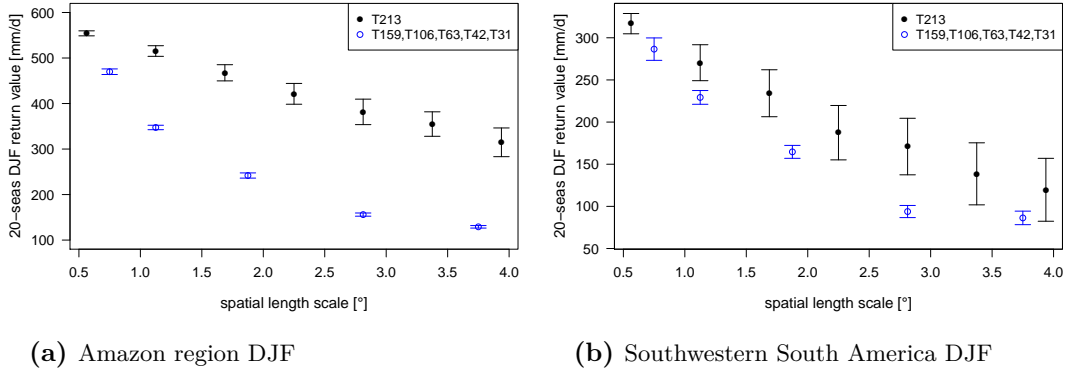 20−seas DJF return value [mm/d]
600
500
400
300
200
100
T213
T159,T106,T63,T42,T31
0.5 1.0 1.5 2.0 2.5 3.0 3.5 4.0
spatial length scale [°]
(a) Amazon region DJF
20−seas DJF return value [mm/d]
300
250
200
150
100
50
T213
T159,T106,T63,T42,T31
0.5 1.0 1.5 2.0 2.5 3.0 3.5 4.0
spatial length scale [°]
(b) Southwestern South America DJF